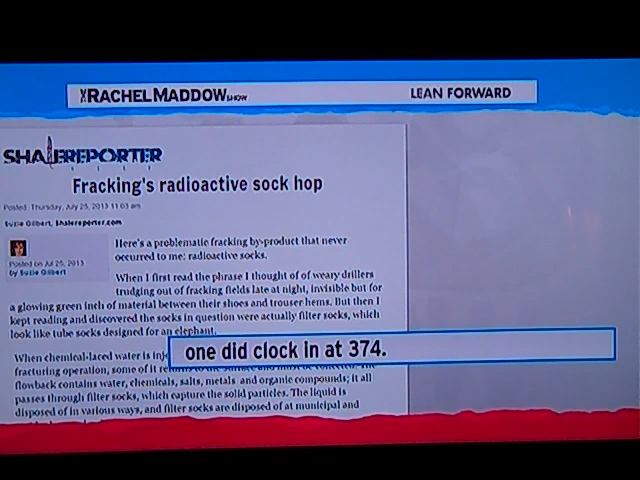 THE RACHEL MADDOW SHOW
LEAN FORWARD
SHALEREPORTER
Fracking's radioactive sock hop
Posted: Thursday, July 25, 2013 11:03 am
Suzie Gilbert, Shalereporter.com
Posted on Jul 25, 2013
by Suzie Gilbert
Here's a problematic fracking by-product that never
occurred to me: radioactive socks.
When I first read the phrase I thought of of weary drillers
trudging out of fracking fields late at night, invisible but for
a glowing green inch of material between their shoes and trouser hems. But then I
kept reading and discovered the socks in question were actually filter socks, which
look like tube socks designed for an elephant.
one did clock in at 374.
When chemical-laced water is inje
fracturing operation, some of it
flowback contains water, chemicals, salts, metals and organic compounds; it all
passes through filter socks, which capture the solid particles. The liquid is
disposed of in various ways, and filter socks are disposed of at municipal and